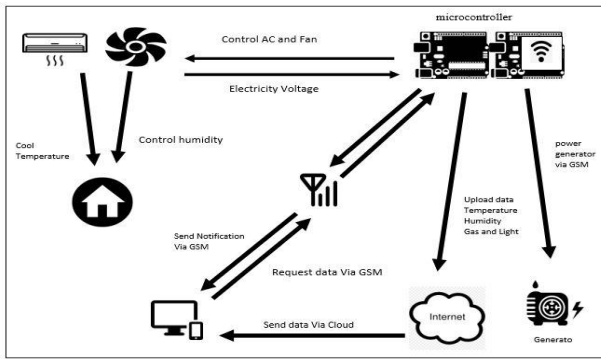 microcontroller
Control AC and Fan
Electricity Voltage
Cool
Temperature
Control humidity
power
generator
via GSM
Upload data
Temperature
Humidity
Gas and Light
Send Notification
Via GSM
Request data Via GSM
Internet
Send data Via Cloud
Generato